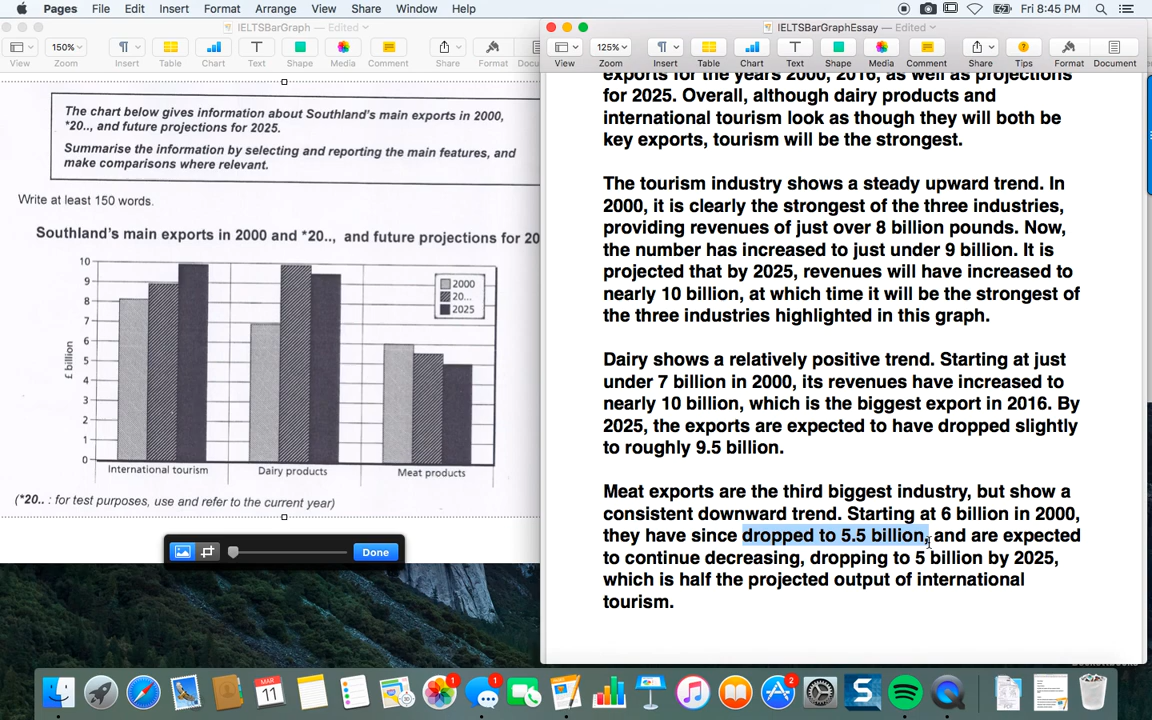 Pages File Edit Insert Format Arrange View Share Window Help
Fri 8:45 PM
IELTSBarGraph — Edited
150%
View Zoom Insert Table Chart Text Shape Media Comment Share Format
The chart below gives information about Southland's main exports in 2000,
*20.., and future projections for 2025.
Summarise the information by selecting and reporting the main features, and
make comparisons where relevant.
Write at least 150 words.
Southland's main exports in 2000 and *20.., and future projections for 20
10
9
8
7
6
5
4
3
2
1
0
£ billion
2000
20...
2025
International tourism Dairy products Meat products
(*20.. : for test purposes, use and refer to the current year)
Done
IELTSBarGraphEssay — Edited
125%
View Zoom Insert Table Chart Text Shape Media Comment Share Tips Format Document
exports for the years 2000, 2016, as well as projections
for 2025. Overall, although dairy products and
international tourism look as though they will both be
key exports, tourism will be the strongest.
The tourism industry shows a steady upward trend. In
2000, it is clearly the strongest of the three industries,
providing revenues of just over 8 billion pounds. Now,
the number has increased to just under 9 billion. It is
projected that by 2025, revenues will have increased to
nearly 10 billion, at which time it will be the strongest of
the three industries highlighted in this graph.
Dairy shows a relatively positive trend. Starting at just
under 7 billion in 2000, its revenues have increased to
nearly 10 billion, which is the biggest export in 2016. By
2025, the exports are expected to have dropped slightly
to roughly 9.5 billion.
Meat exports are the third biggest industry, but show a
consistent downward trend. Starting at 6 billion in 2000,
they have since dropped to 5.5 billion, and are expected
to continue decreasing, dropping to 5 billion by 2025,
which is half the projected output of international
tourism.
MAR
11
1
1
2